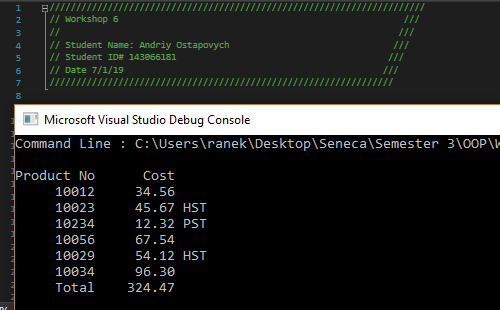 1 ///////////////////////////////////////////////////////////////////////////
2 // Workshop 6 ///
3 // ///
4 // Student Name: Andriy Ostapovych ///
5 // Student ID# 143066181 ///
6 // Date 7/1/19 ///
7 ///////////////////////////////////////////////////////////////////////////
8
Microsoft Visual Studio Debug Console
Command Line : C:\Users\ranek\Desktop\Seneca\Semester 3\OOP\
Product No Cost
10012 34.56
10023 45.67 HST
10234 12.32 PST
10056 67.54
10029 54.12 HST
10034 96.30
Total 324.47